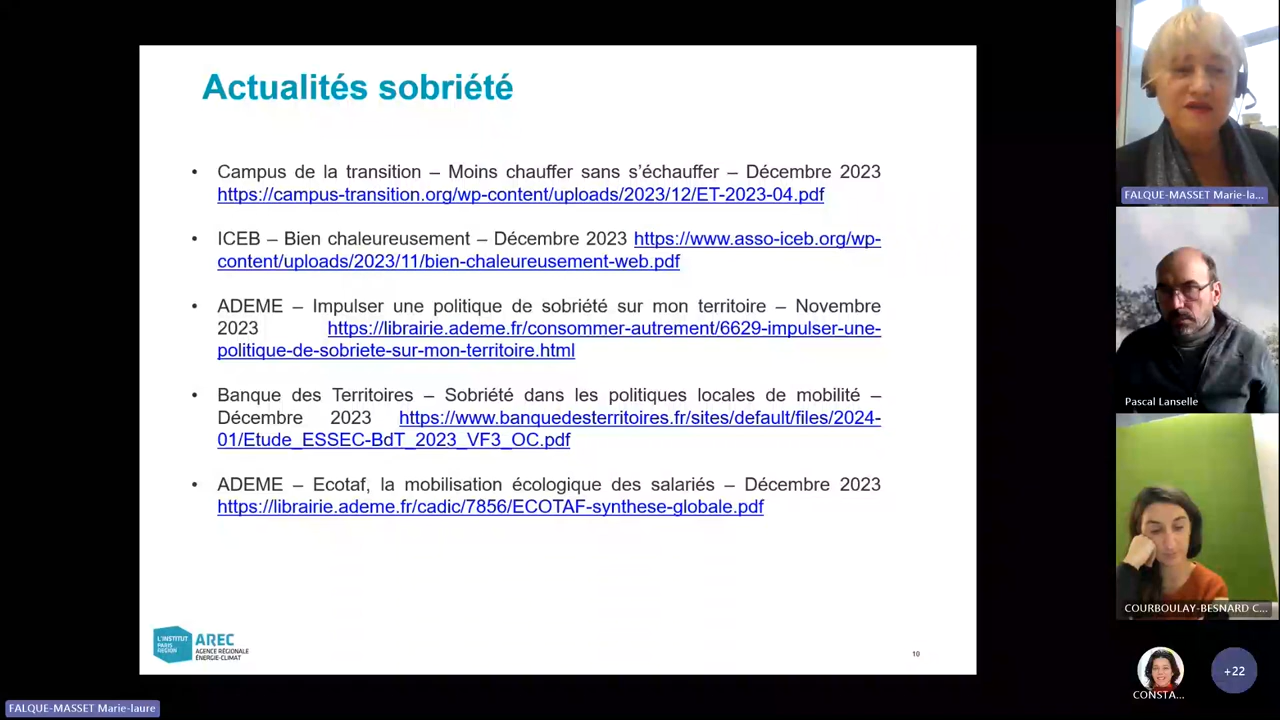 Actualités sobriété
• Campus de la transition – Moins chauffer sans s’échauffer – Décembre 2023
https://campus-transition.org/wp-content/uploads/2023/12/ET-2023-04.pdf
• ICEB – Bien chaleureusement – Décembre 2023 https://www.asso-iceb.org/wp-
content/uploads/2023/11/bien-chaleureusement-web.pdf
• ADEME – Impulser une politique de sobriété sur mon territoire – Novembre
2023 https://librairie.ademe.fr/consommer-autrement/6629-impulser-une-
politique-de-sobriete-sur-mon-territoire.html
• Banque des Territoires – Sobriété dans les politiques locales de mobilité –
Décembre 2023 https://www.banquedesterritoires.fr/sites/default/files/2024-
01/Etude_ESSEC-BdT_2023_VF3_OC.pdf
• ADEME – Ecotaf, la mobilisation écologique des salariés – Décembre 2023
https://librairie.ademe.fr/cadic/7856/ECOTAF-synthese-globale.pdf
L'INSTITUT
PARIS
REGION
AREC
AGENCE RÉGIONALE
ÉNERGIE-CLIMAT
10
FALQUE-MASSET Marie-la...
Pascal Lanselle
COURBOULAY-BESNARD C...
CONSTA...
+22
FALQUE-MASSET Marie-laure